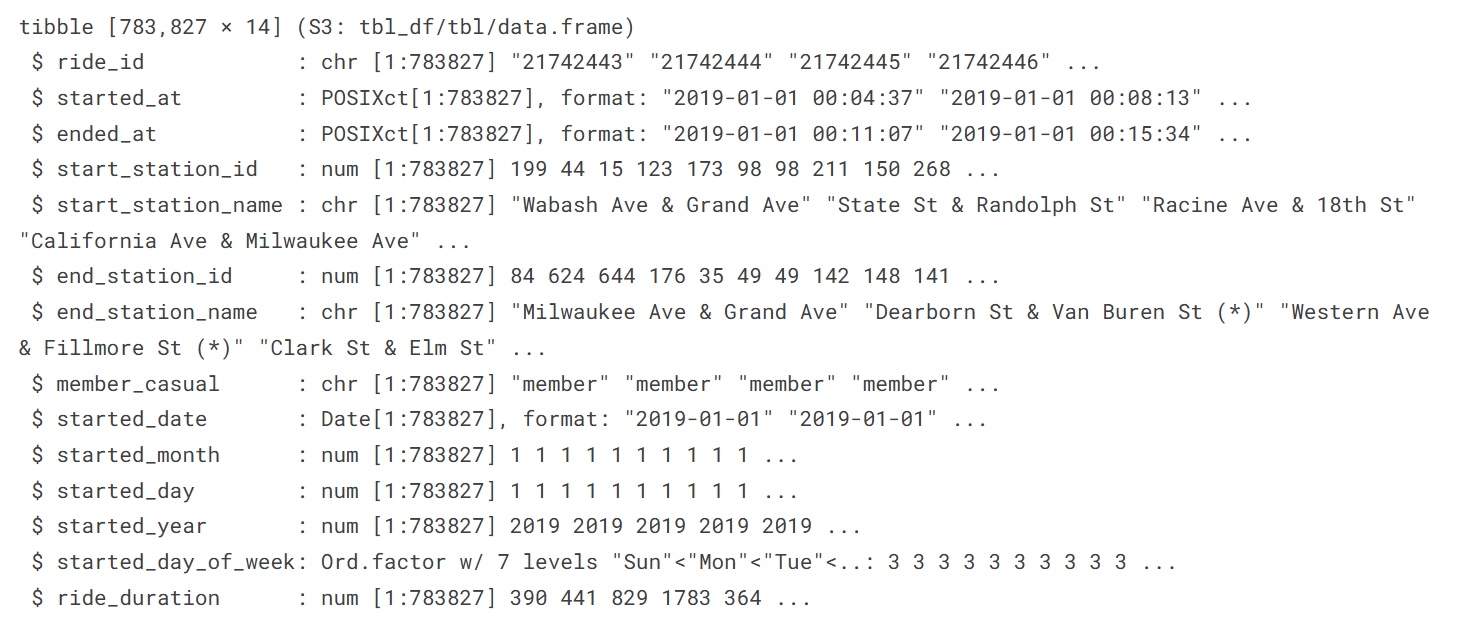 tibble [783,827 × 14] (S3: tbl_df/tbl/data.frame)
 $ ride_id            : chr [1:783827] "21742443" "21742444" "21742445" "21742446" ...
 $ started_at         : POSIXct[1:783827], format: "2019-01-01 00:04:37" "2019-01-01 00:08:13" ...
 $ ended_at           : POSIXct[1:783827], format: "2019-01-01 00:11:07" "2019-01-01 00:15:34" ...
 $ start_station_id   : num [1:783827] 199 44 15 123 173 98 98 211 150 268 ...
 $ start_station_name : chr [1:783827] "Wabash Ave & Grand Ave" "State St & Randolph St" "Racine Ave & 18th St"
"California Ave & Milwaukee Ave" ...
 $ end_station_id     : num [1:783827] 84 624 644 176 35 49 49 142 148 141 ...
 $ end_station_name   : chr [1:783827] "Milwaukee Ave & Grand Ave" "Dearborn St & Van Buren St (*)" "Western Ave
& Fillmore St (*)" "Clark St & Elm St" ...
 $ member_casual      : chr [1:783827] "member" "member" "member" "member" ...
 $ started_date       : Date[1:783827], format: "2019-01-01" "2019-01-01" ...
 $ started_month      : num [1:783827] 1 1 1 1 1 1 1 1 1 1 ...
 $ started_day        : num [1:783827] 1 1 1 1 1 1 1 1 1 1 ...
 $ started_year       : num [1:783827] 2019 2019 2019 2019 2019 ...
 $ started_day_of_week: Ord.factor w/ 7 levels "Sun"<"Mon"<"Tue"<..: 3 3 3 3 3 3 3 3 3 3 ...
 $ ride_duration      : num [1:783827] 390 441 829 1783 364 ...